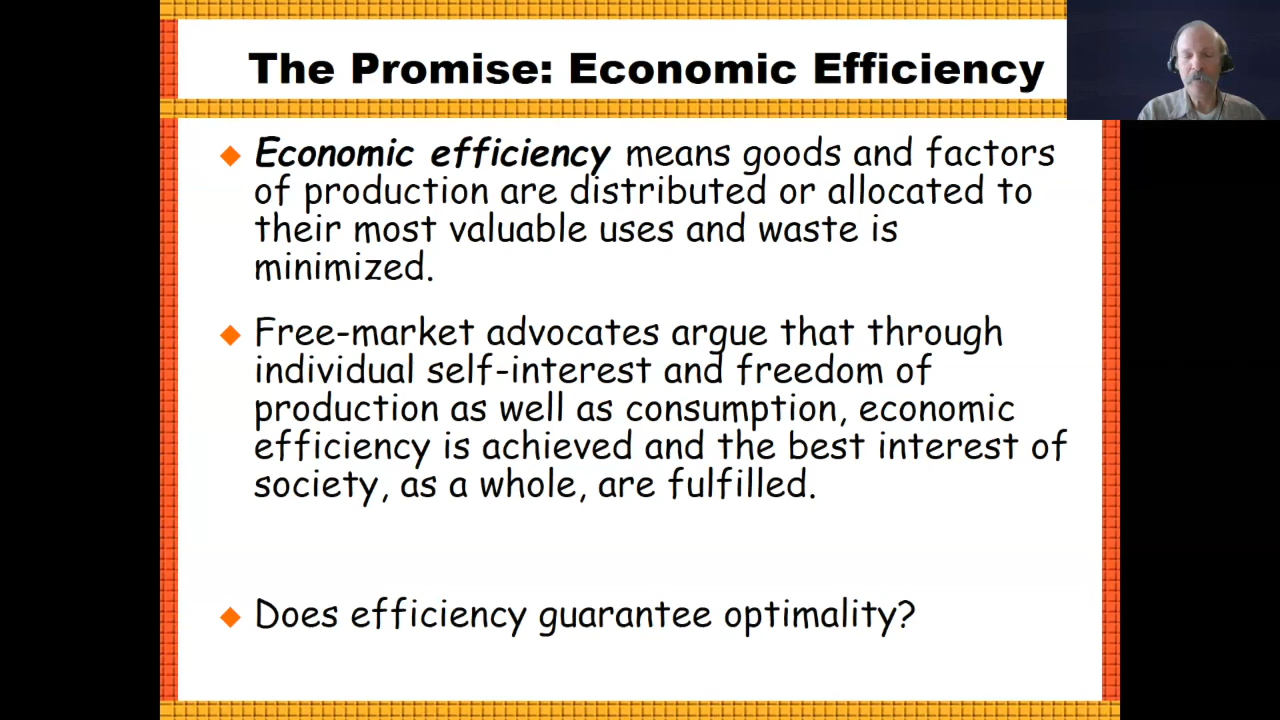 The Promise: Economic Efficiency
Economic efficiency means goods and factors
of production are distributed or allocated to
their most valuable uses and waste is
minimized.
Free-market advocates argue that through
individual self-interest and freedom of
production as well as consumption, economic
efficiency is achieved and the best interest of
society, as a whole, are fulfilled.
Does efficiency guarantee optimality?